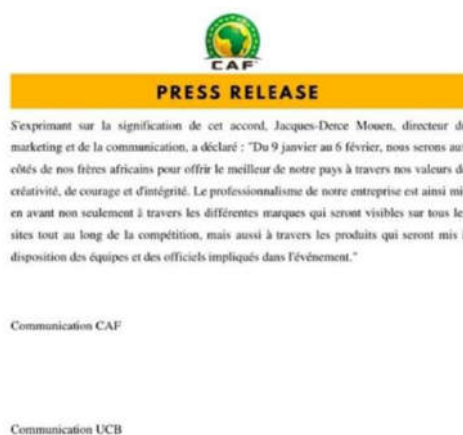 CAF
PRESS RELEASE
S'exprimant sur la signification de cet accord, Jacques-Derce Mouen, directeur du
marketing et de la communication, a déclaré : "Du 9 janvier au 6 février, nous serons au
côtés de nos frères africains pour offrir le meilleur de notre pays à travers nos valeurs d
créativité, de courage et d'intégrité. Le professionnalisme de notre entreprise est ainsi mi
en avant non seulement à travers les différentes marques qui seront visibles sur tous le
sites tout au long de la compétition, mais aussi à travers les produits qui seront mis
disposition des équipes et des officiels impliqués dans l'événement."
Communication CAF
Communication UCB